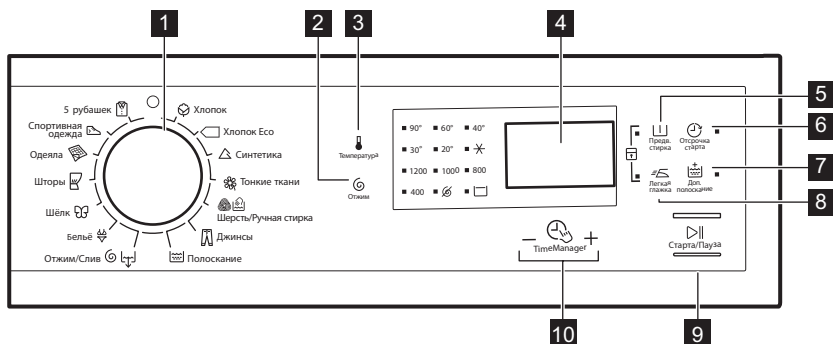 1
2
3
4
5
6
7
8
9
10
5 рубашек
Спортивная
одежда
Одеяла
Шторы
Шёлк
Бельё
Отжим/Слив
Хлопок
Хлопок Eco
Синтетика
Тонкие ткани
Шерсть/Ручная стирка
Джинсы
Полоскание
Температура
Отжим
90° 60° 40°
30° 20°
1200 1000 800
400
Предв.
стирка
Отсрочка
старта
Легкая
глажка
Доп.
полоскание
− +
TimeManager
Старта/Пауза